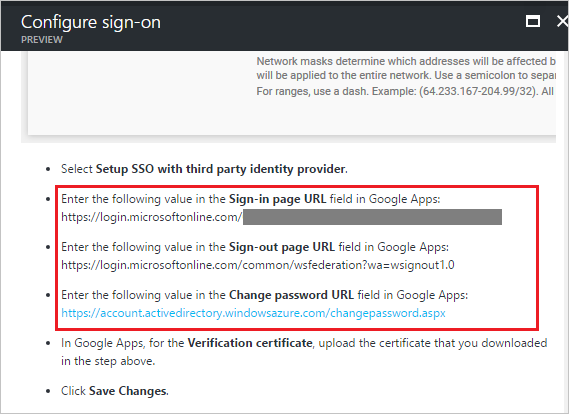 Configure sign-on
PREVIEW
Network masks determine which addresses will be affected b
will be applied to the entire network. Use a semicolon to sepa
For ranges, use a dash. Example: (64.233.167-204.99/32). All
Select Setup SSO with third party identity provider.
Enter the following value in the Sign-in page URL field in Google Apps:
https://login.microsoftonline.com/
Enter the following value in the Sign-out page URL field in Google Apps:
https://login.microsoftonline.com/common/wsfederation?wa=wsignout1.0
Enter the following value in the Change password URL field in Google Apps:
https://account.activedirectory.windowsazure.com/changepassword.aspx
In Google Apps, for the Verification certificate, upload the certificate that you downloaded
in the step above.
Click Save Changes.